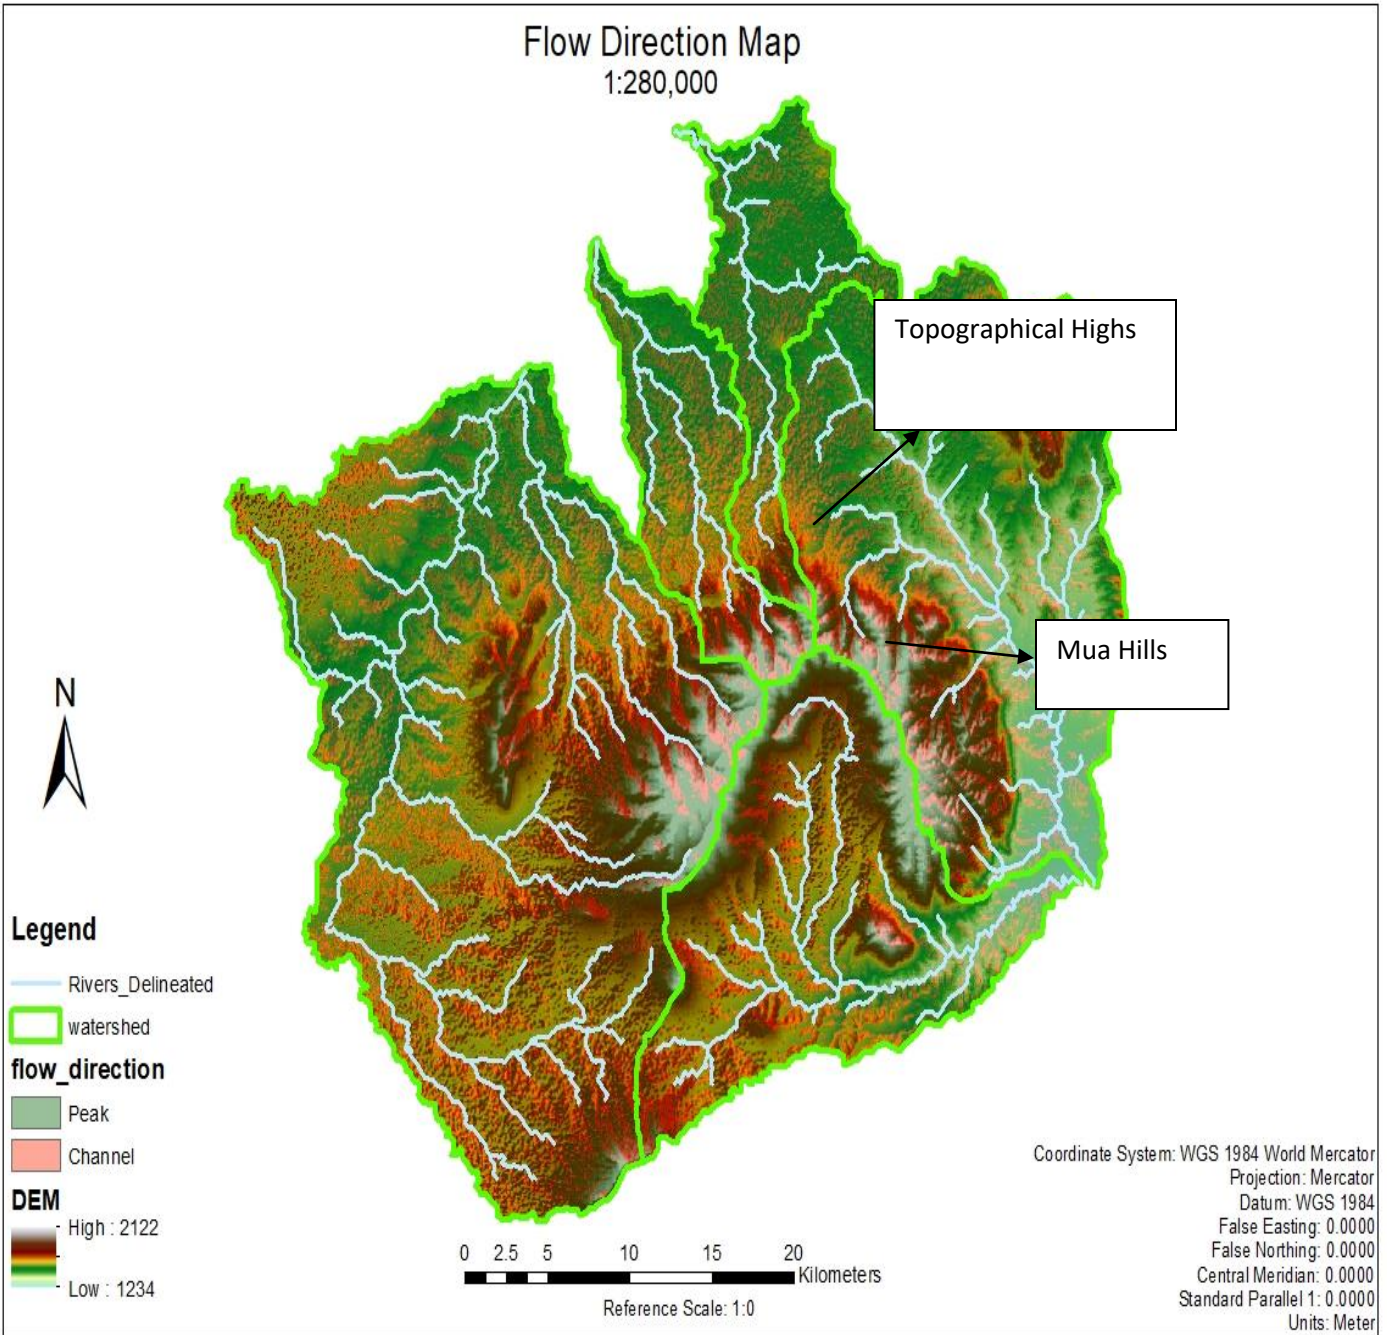 Flow Direction Map
1:280,000
Topographical Highs
Mua Hills
N
Legend
Rivers_Delineated
watershed
flow_direction
Peak
Channel
DEM
High : 2122
Low : 1234
0 2.5 5 10 15 20
Kilometers
Reference Scale: 1:0
Coordinate System: WGS 1984 World Mercator
Projection: Mercator
Datum: WGS 1984
False Easting: 0.0000
False Northing: 0.0000
Central Meridian: 0.0000
Standard Parallel 1: 0.0000
Units: Meter